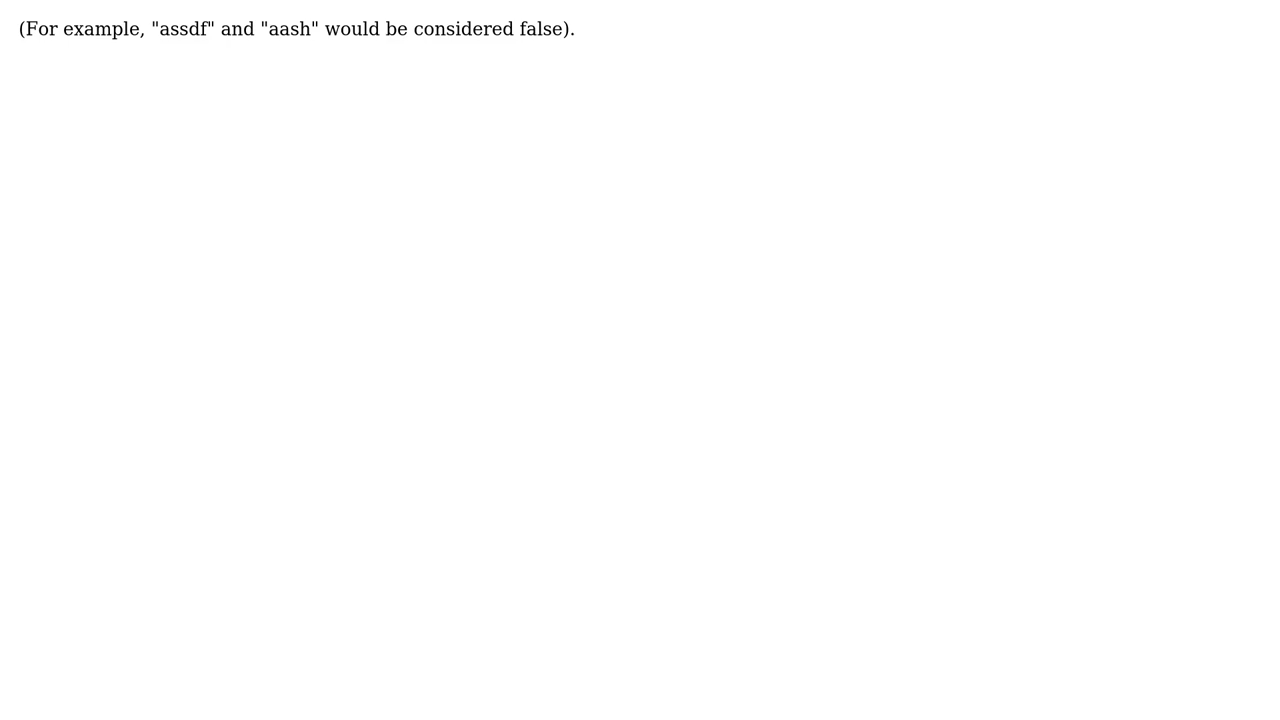 (For example, "assdf" and "aash" would be considered false).